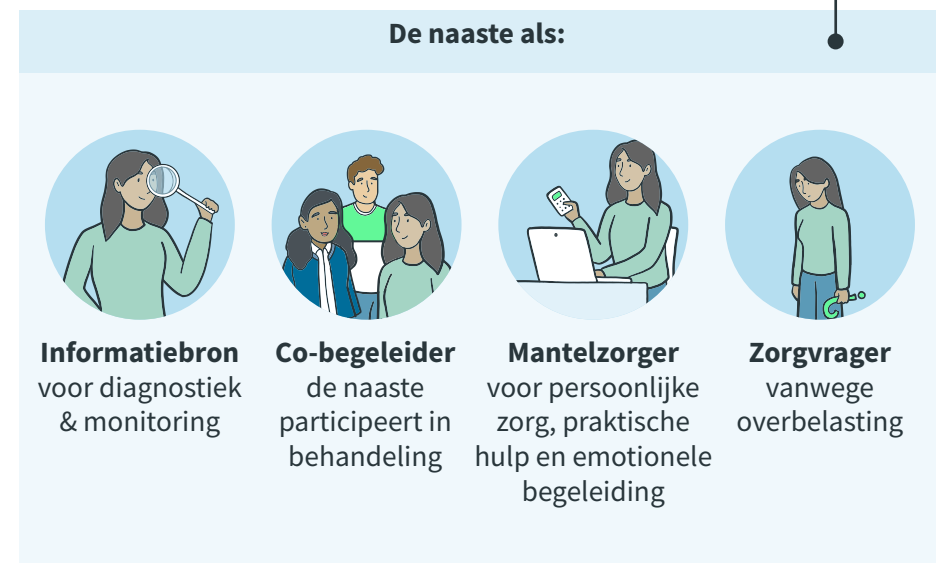 De naaste als:
Informatiebron
voor diagnostiek
& monitoring
Co-begeleider
de naaste
participeert in
behandeling
Mantelzorger
voor persoonlijke
zorg, praktische
hulp en emotionele
begeleiding
Zorgvrager
vanwege
overbelasting